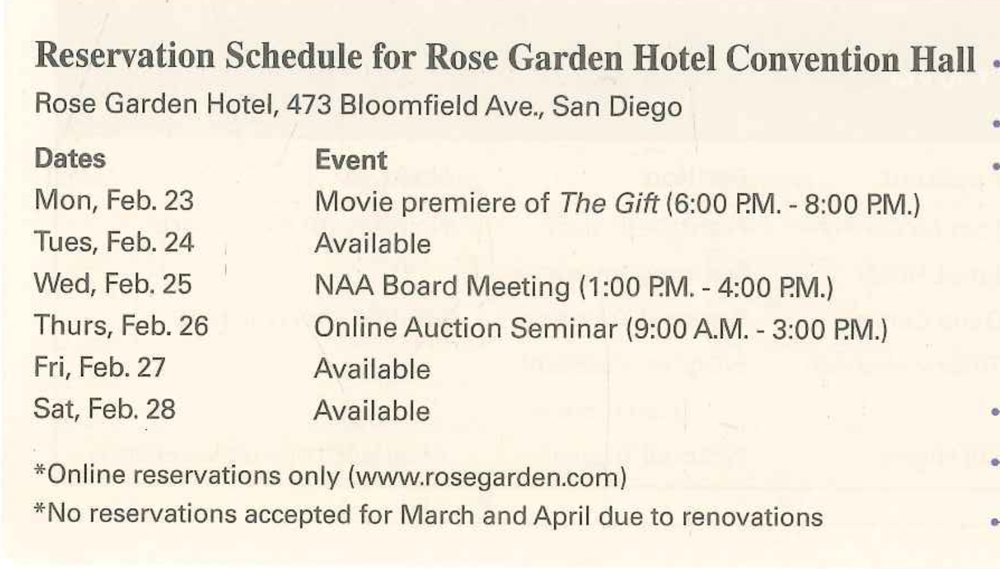 Reservation Schedule for Rose Garden Hotel Convention Hall
Rose Garden Hotel, 473 Bloomfield Ave., San Diego
Dates Event
Mon, Feb. 23 Movie premiere of The Gift (6:00 P.M. - 8:00 P.M.)
Tues, Feb. 24 Available
Wed, Feb. 25 NAA Board Meeting (1:00 P.M. - 4:00 P.M.)
Thurs, Feb. 26 Online Auction Seminar (9:00 A.M. - 3:00 P.M.)
Fri, Feb. 27 Available
Sat, Feb. 28 Available
*Online reservations only (www.rosegarden.com)
*No reservations accepted for March and April due to renovations